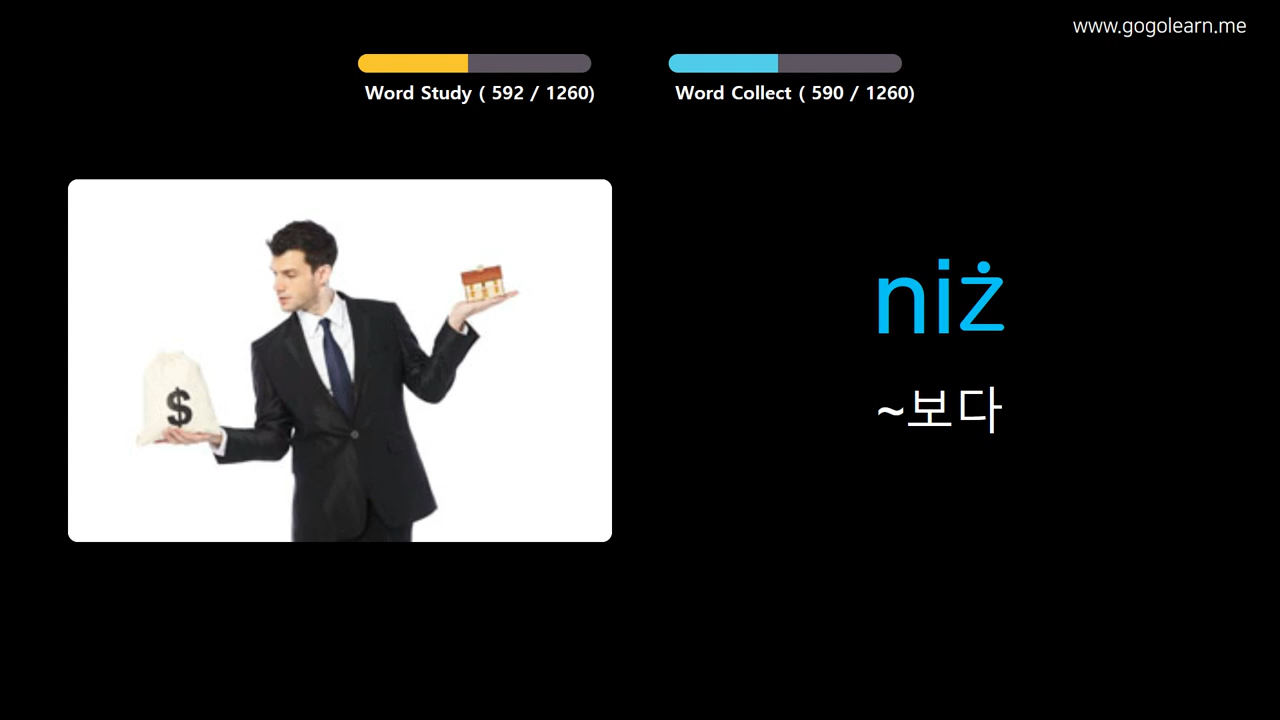 www.gogolearn.me
Word Study ( 592 / 1260)
Word Collect ( 590 / 1260)
$
niż
~보다